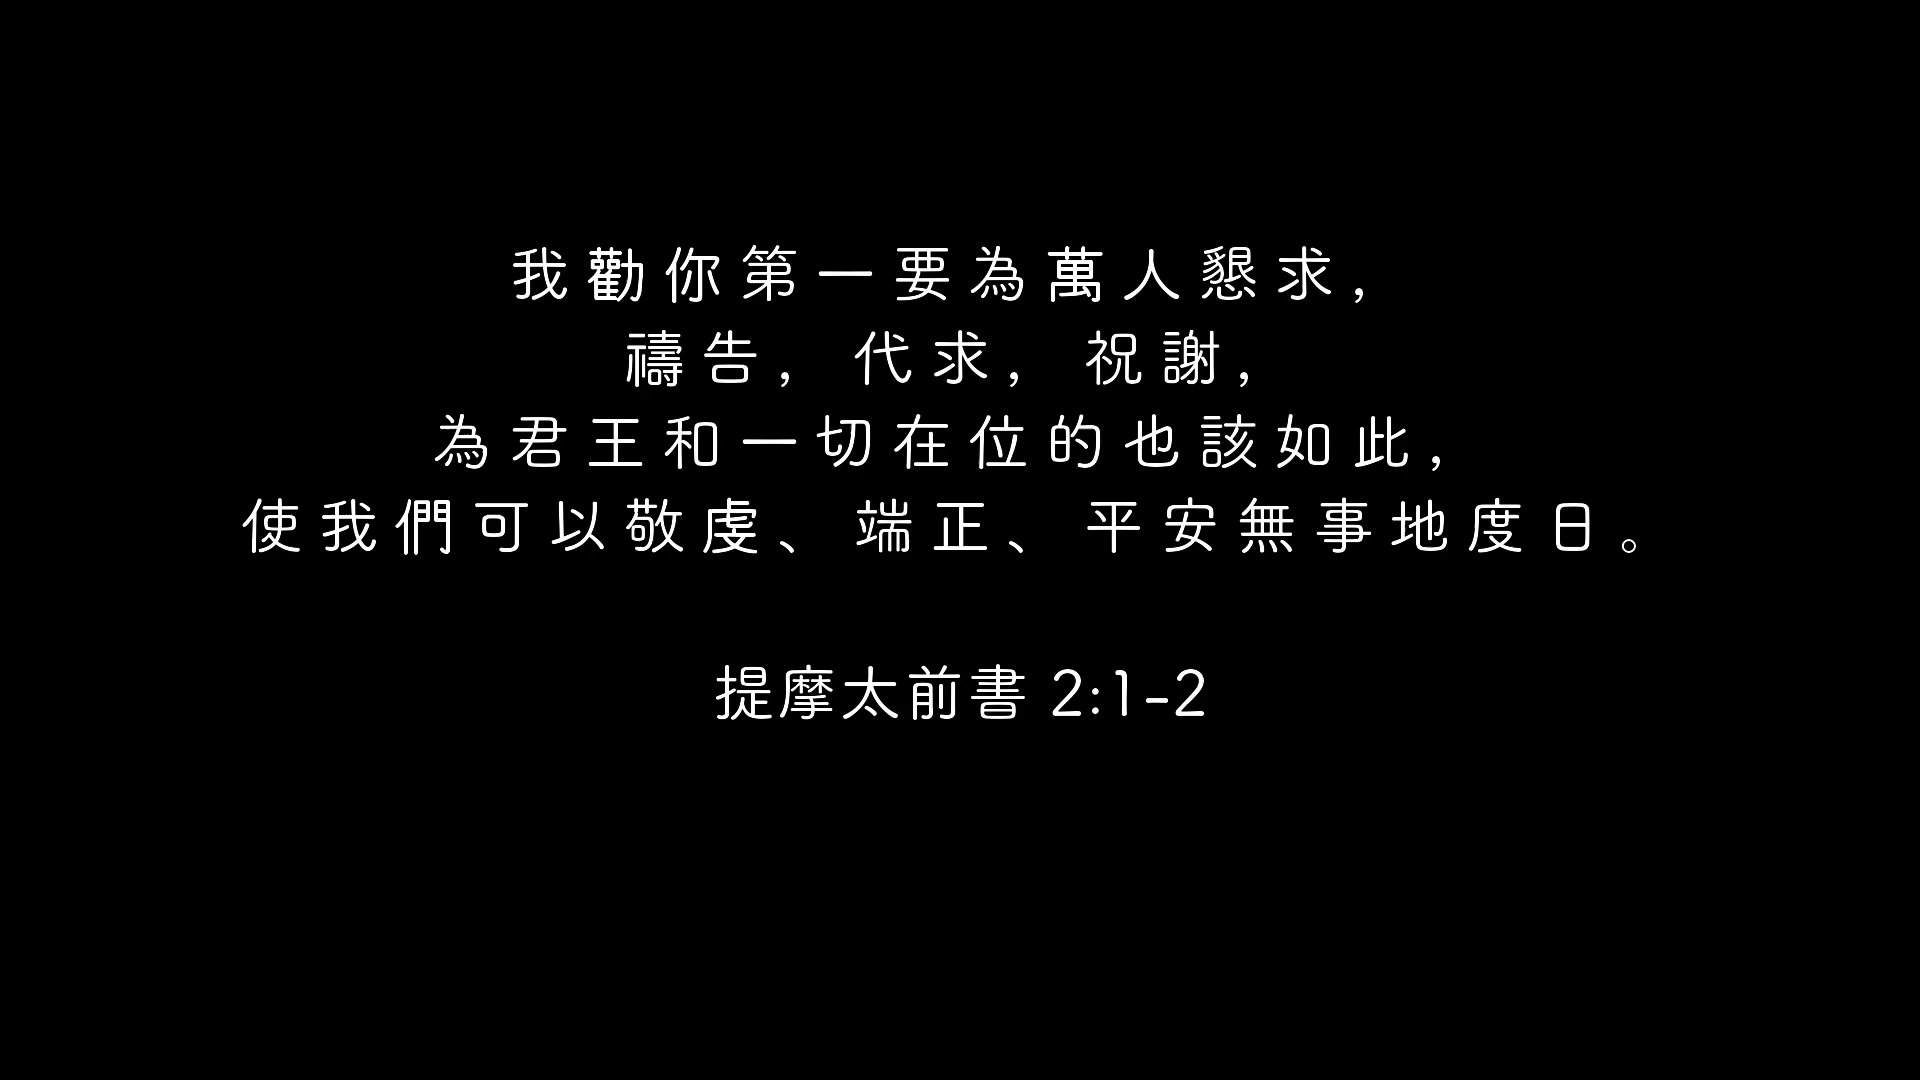 我勸你第一要為萬人懇求，
禱告，代求，祝謝，
為君王和一切在位的也該如此，
使我們可以敬虔、端正、平安無事地度日。
提摩太前書 2:1-2